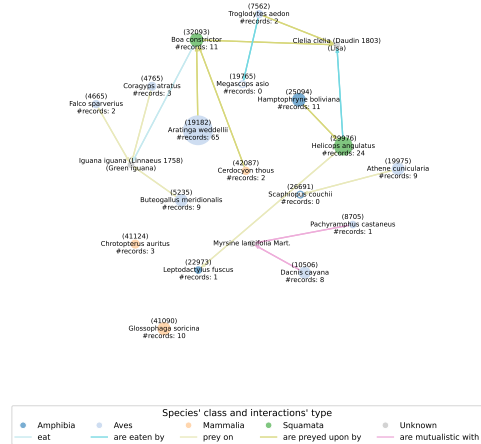 (7562)
Troglodytes aedon
#records: 2
(32093)
Boa constrictor
#records: 11
Clelia clelia (Daudin 1803)
(Lisa)
(4765)
Coragyps atratus
#records: 3
(19765)
Megascops asio
#records: 0
(4665)
Falco sparverius
#records: 2
(25094)
Hamptophryne boliviana
#records: 11
(19182)
Aratinga weddellii
#records: 65
(29976)
Helicops angulatus
#records: 24
Iguana iguana (Linnaeus 1758)
(Green iguana)
(42087)
Cerdocyon thous
#records: 2
(19975)
Athene cunicularia
#records: 9
(5235)
Buteogallus meridionalis
#records: 9
(26691)
Scaphiopus couchii
#records: 0
(8705)
Pachyramphus castaneus
#records: 1
(41124)
Chrotopterus auritus
#records: 3
Myrsine lancifolia Mart.
(22973)
Leptodactylus fuscus
#records: 1
(10506)
Dacnis cayana
#records: 8
(41090)
Glossophaga soricina
#records: 10
Species' class and interactions' type
Amphibia Aves Mammalia Squamata Unknown
eat are eaten by prey on are preyed upon by are mutualistic with